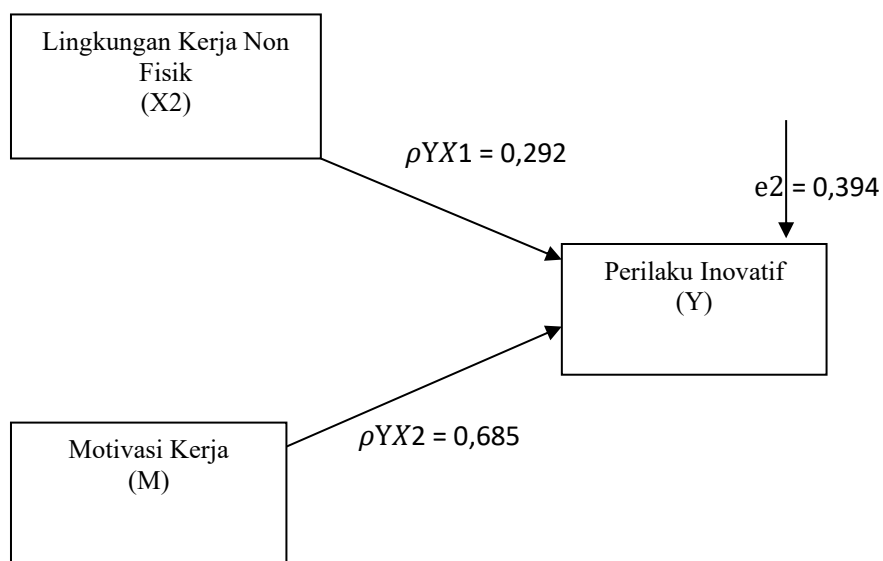 Lingkungan Kerja Non
Fisik
(X2)
ρYX1 = 0,292
e2 = 0,394
Perilaku Inovatif
(Y)
ρYX2 = 0,685
Motivasi Kerja
(M)